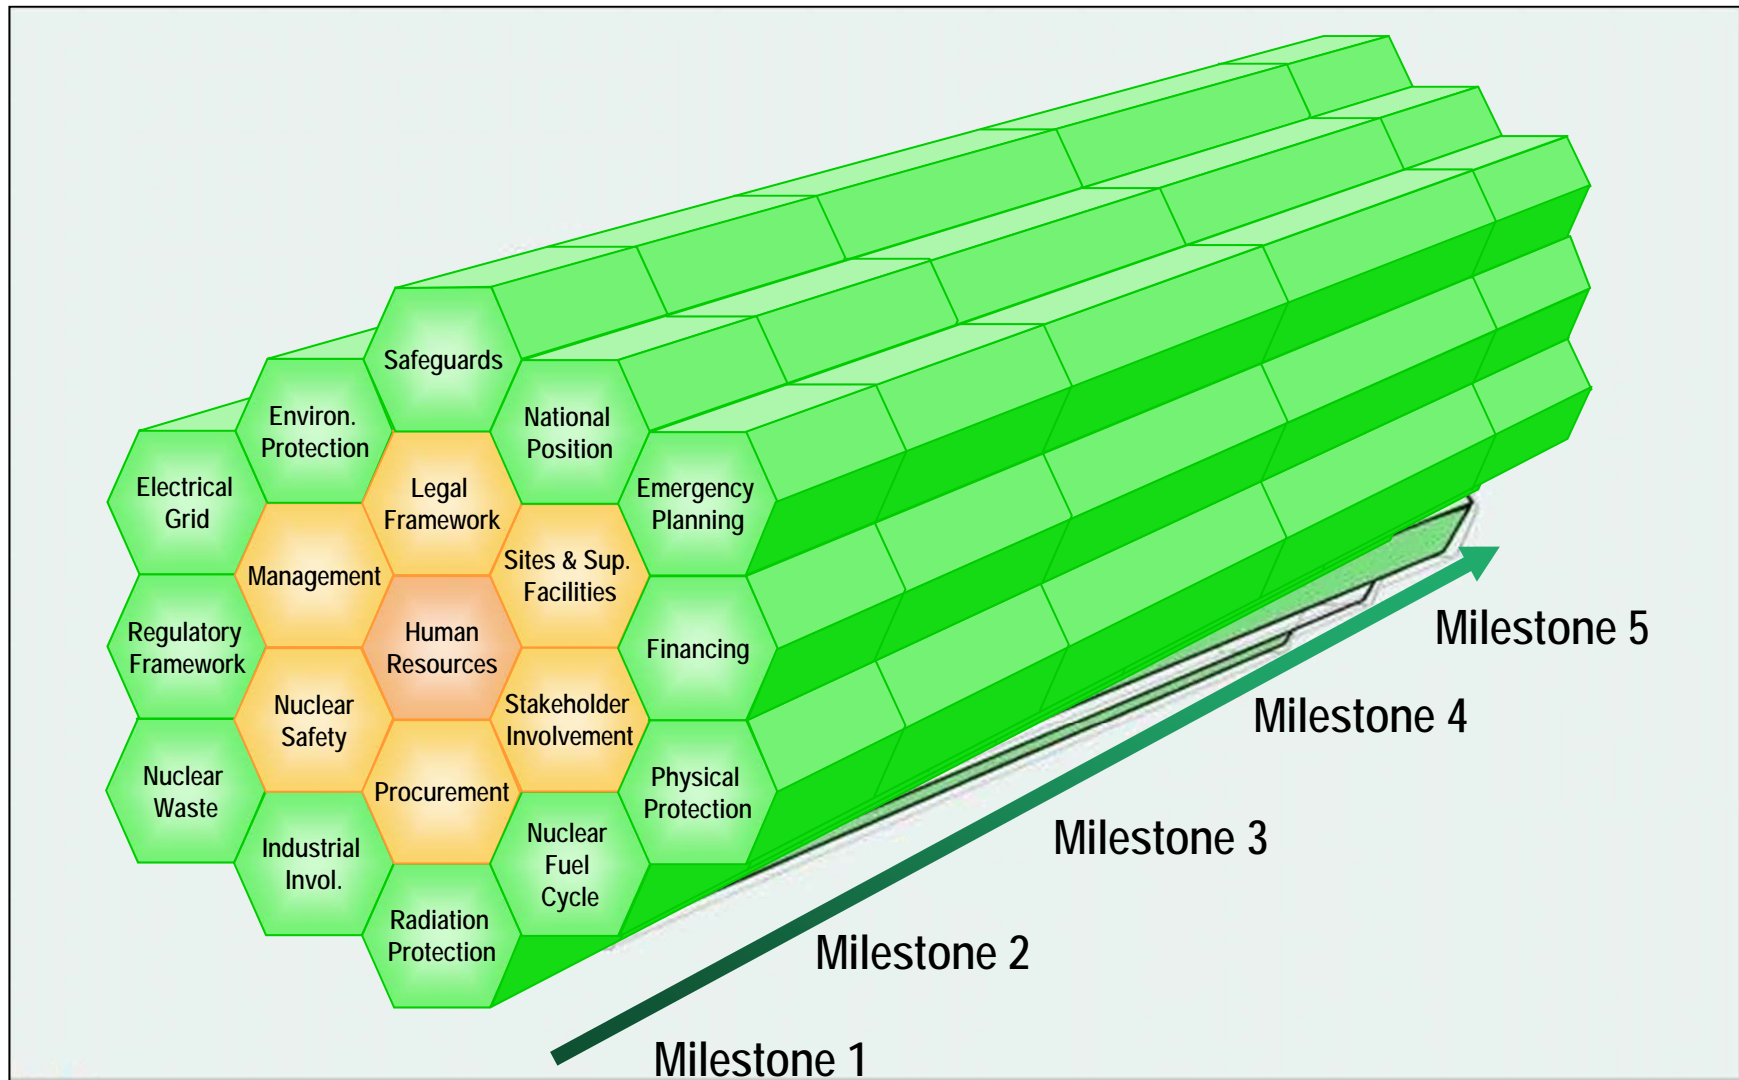 Safeguards
Environ.
Protection
National
Position
Electrical
Grid
Legal
Framework
Emergency
Planning
Management
Sites & Sup.
Facilities
Regulatory
Framework
Human
Resources
Financing
Nuclear
Safety
Stakeholder
Involvement
Nuclear
Waste
Procurement
Physical
Protection
Industrial
Invol.
Nuclear
Fuel
Cycle
Radiation
Protection
Milestone 5
Milestone 4
Milestone 3
Milestone 2
Milestone 1